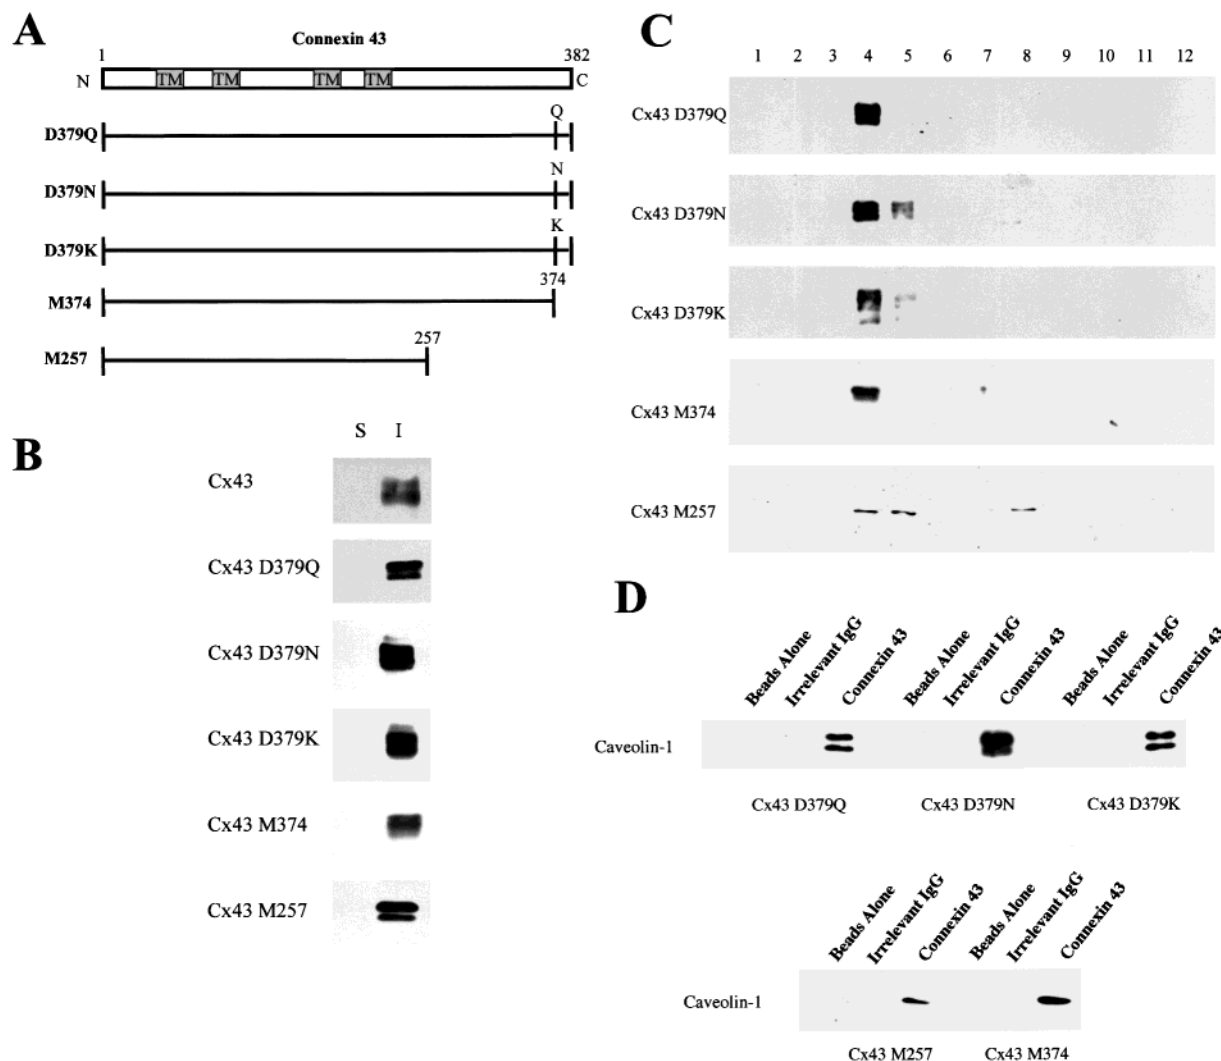 A
Connexin 43
1 382
N TM TM TM TM C
Q
D379Q
N
D379N
K
D379K
374
M374
257
M257
B
S I
Cx43
Cx43 D379Q
Cx43 D379N
Cx43 D379K
Cx43 M374
Cx43 M257
C
1 2 3 4 5 6 7 8 9 10 11 12
Cx43 D379Q
Cx43 D379N
Cx43 D379K
Cx43 M374
Cx43 M257
D
Beads Alone Irrelevant IgG Connexin 43 Beads Alone Irrelevant IgG Connexin 43 Beads Alone Irrelevant IgG Connexin 43
Caveolin-1
Cx43 D379Q Cx43 D379N Cx43 D379K
Beads Alone Irrelevant IgG Connexin 43 Beads Alone Irrelevant IgG Connexin 43
Caveolin-1
Cx43 M257 Cx43 M374